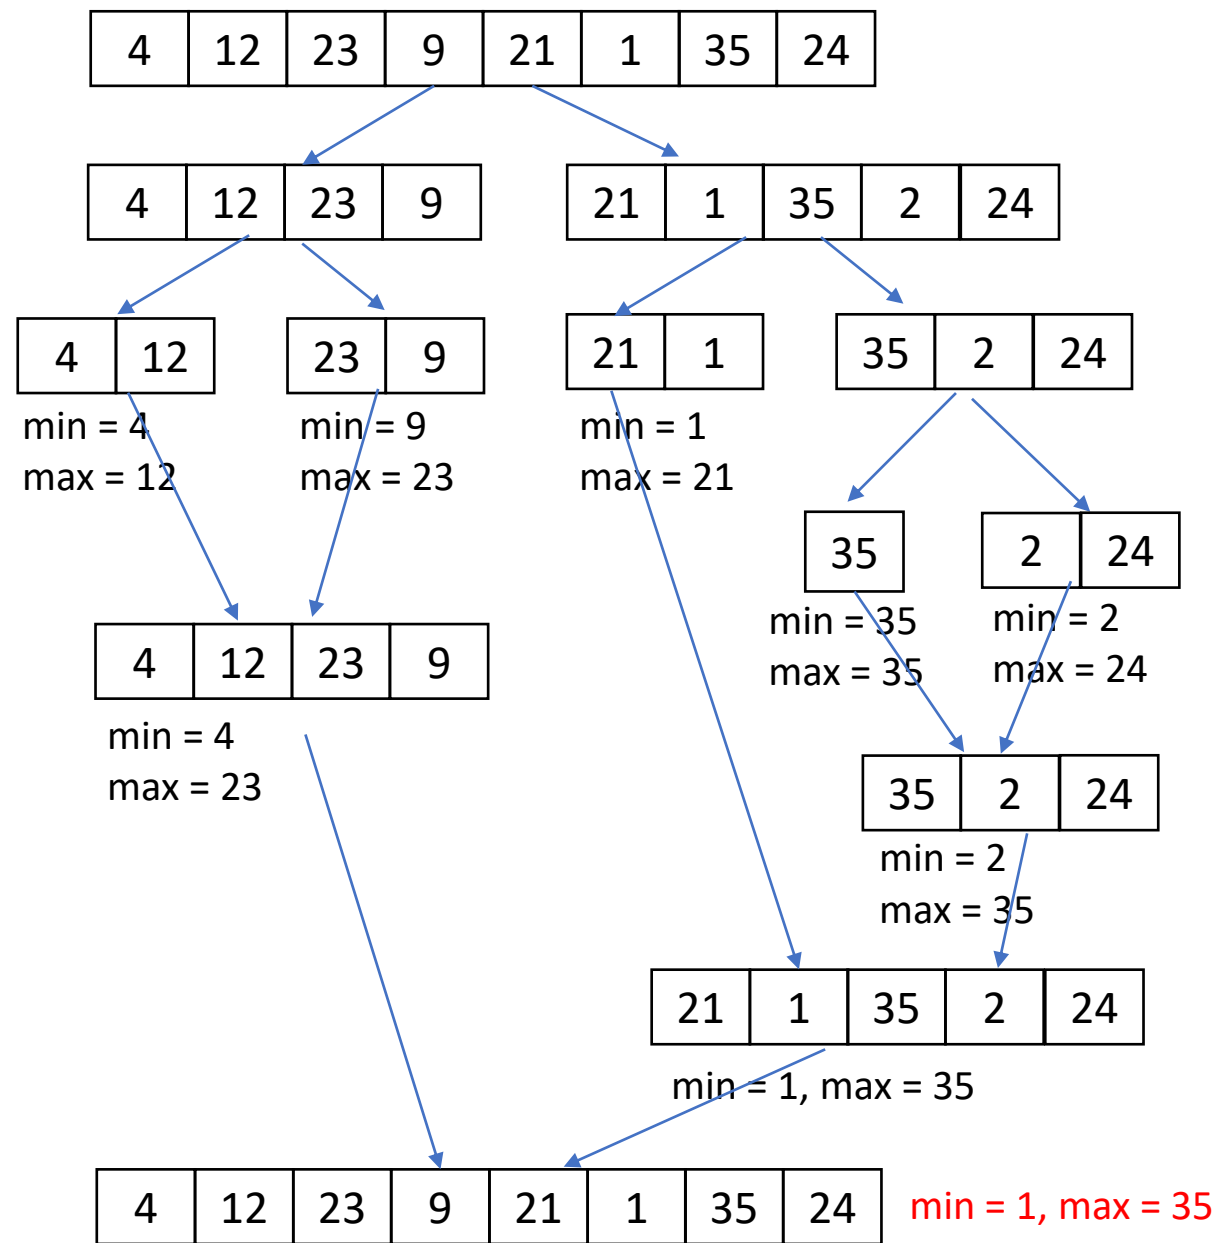 4 12 23 9 21 1 35 24
4 12 23 9 21 1 35 2 24
4 12 23 9 21 1 35 2 24
min = 4 min = 9 min = 1
max = 12 max = 23 max = 21
35 2 24
min = 35 min = 2
max = 35 max = 24
4 12 23 9
min = 4
max = 23
35 2 24
min = 2
max = 35
21 1 35 2 24
min = 1, max = 35
4 12 23 9 21 1 35 24 min = 1, max = 35